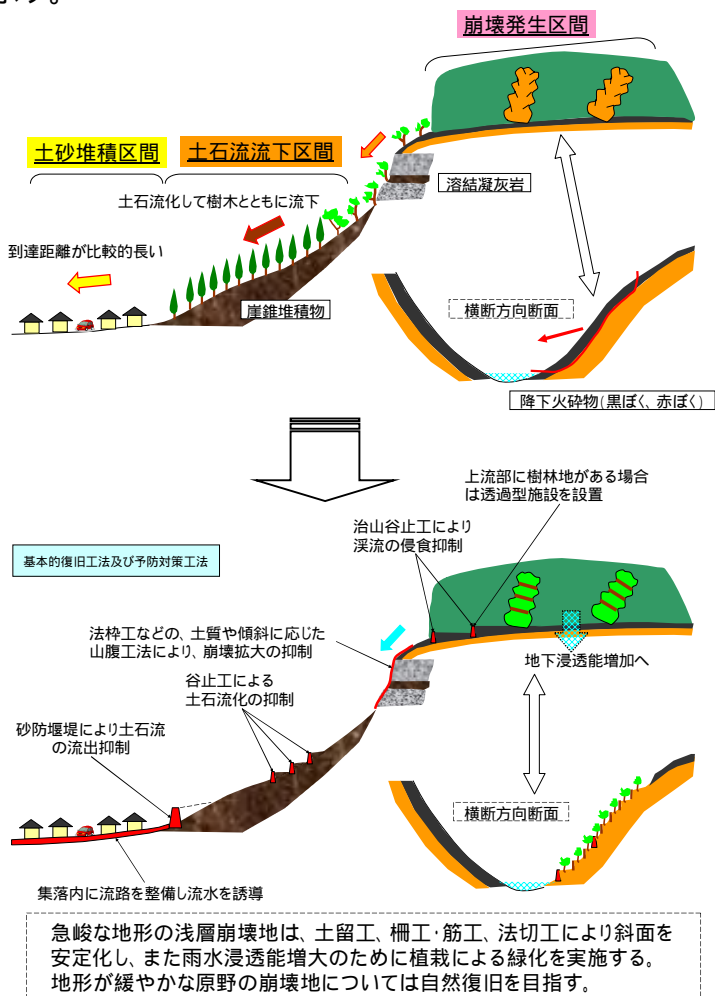 崩壊発生区間
土砂堆積区間
土石流流下区間
溶結凝灰岩
土石流化して樹木とともに流下
到達距離が比較的長い
崖錐堆積物
横断方向断面
降下火砕物(黒ぼく、赤ぼく)
上流部に樹林地がある場合
は透過型施設を設置
治山谷止工により
渓流の侵食抑制
基本的復旧工法及び予防対策工法
法枠工などの、土質や傾斜に応じた
山腹工法により、崩壊拡大の抑制
地下浸透能増加へ
谷止工による
土石流化の抑制
砂防堰堤により土石流
の流出抑制
横断方向断面
集落内に流路を整備し流水を誘導
急峻な地形の浅層崩壊地は、土留工、柵工・筋工、法切工により斜面を
安定化し、また雨水浸透能増大のために植栽による緑化を実施する。
地形が緩やかな原野の崩壊地については自然復旧を目指す。